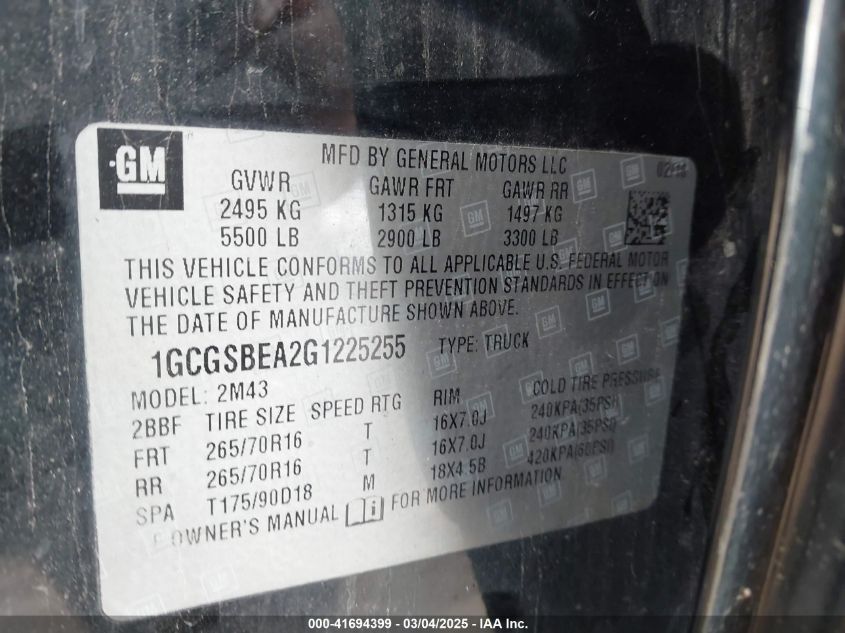 GM
MFD BY GENERAL MOTORS LLC
GVWR GAWR FRT GAWR RR
2495 KG 1315 KG 1497 KG
5500 LB 2900 LB 3300 LB
THIS VEHICLE CONFORMS TO ALL APPLICABLE U.S. FEDERAL MOTOR
VEHICLE SAFETY AND THEFT PREVENTION STANDARDS IN EFFECT ON
THE DATE OF MANUFACTURE SHOWN ABOVE.
1GCGSBEA2G1225255 TYPE: TRUCK
MODEL: 2M43
2BBF TIRE SIZE SPEED RTG RIM COLD TIRE PRESSURE
FRT 265/70R16 T 16X7.0J 240KPA(35PSI)
RR 265/70R16 T 16X7.0J 240KPA(35PSI)
SPA T175/90D18 M 18X4.5B 420KPA(60PSI)
OWNER'S MANUAL FOR MORE INFORMATION
000-41694399 - 03/04/2025 - IAA Inc.